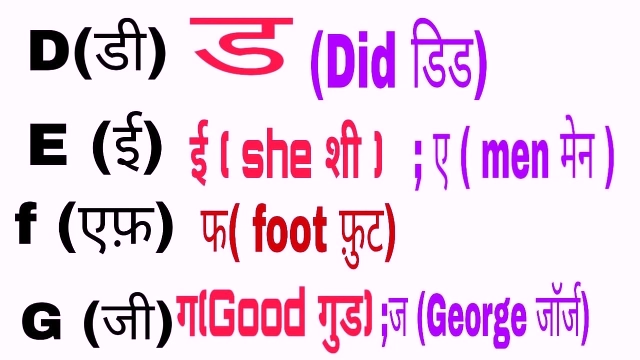 D(डी) ड (Did डिड)
E (ई) ई ( she शी ) ; ए ( men मेन )
f (एफ़) फ( foot फ़ुट)
G (जी) ग(Good गुड) ;ज (George जॉर्ज)